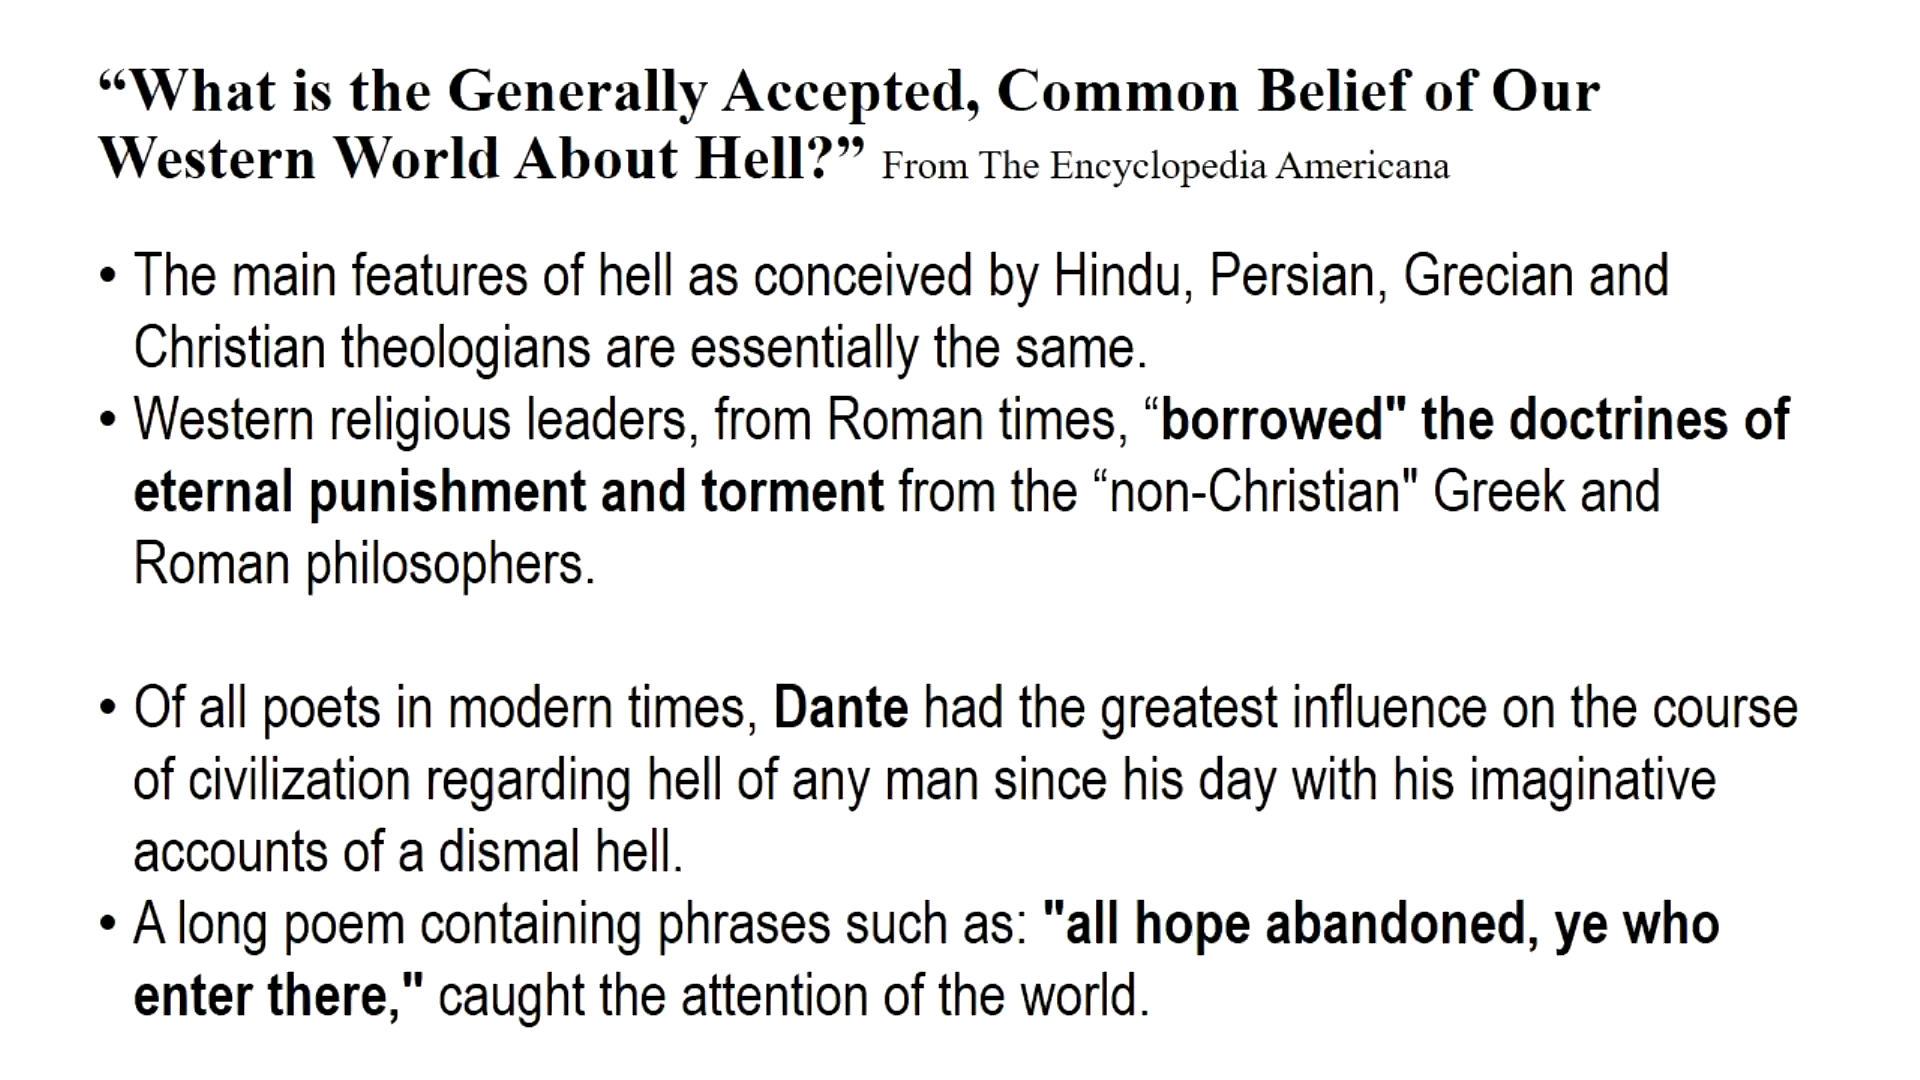 “What is the Generally Accepted, Common Belief of Our
Western World About Hell?” From The Encyclopedia Americana
• The main features of hell as conceived by Hindu, Persian, Grecian and
Christian theologians are essentially the same.
• Western religious leaders, from Roman times, “borrowed" the doctrines of
eternal punishment and torment from the “non-Christian" Greek and
Roman philosophers.
• Of all poets in modern times, Dante had the greatest influence on the course
of civilization regarding hell of any man since his day with his imaginative
accounts of a dismal hell.
• A long poem containing phrases such as: "all hope abandoned, ye who
enter there," caught the attention of the world.